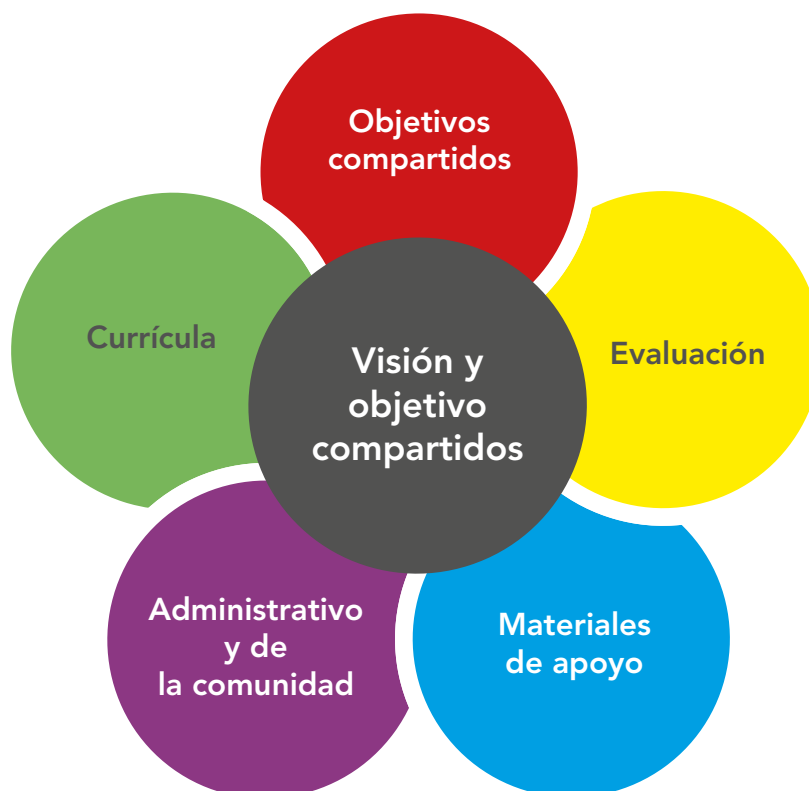 Objetivos
compartidos
Currícula
Visión y
objetivo
compartidos
Evaluación
Administrativo
y de
la comunidad
Materiales
de apoyo